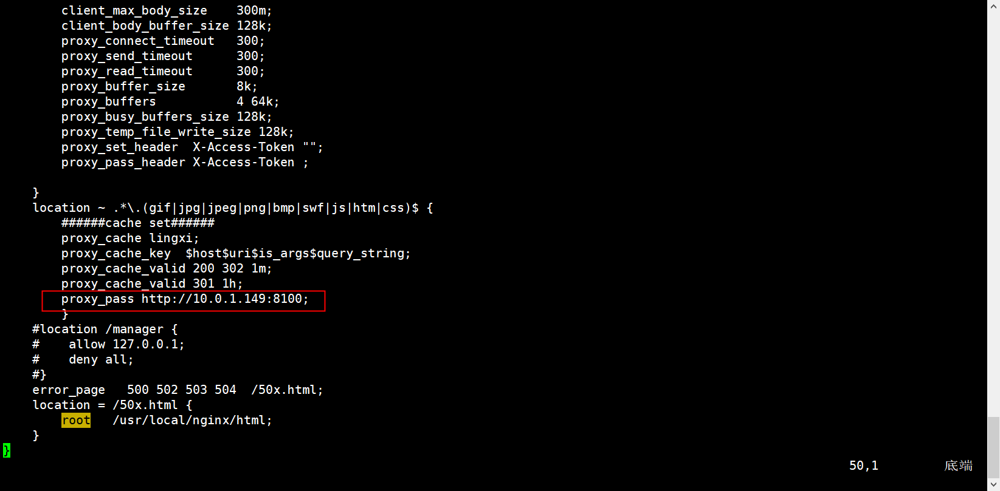 client_max_body_size    300m;
client_body_buffer_size 128k;
proxy_connect_timeout   300;
proxy_send_timeout      300;
proxy_read_timeout      300;
proxy_buffer_size       8k;
proxy_buffers           4 64k;
proxy_busy_buffers_size 128k;
proxy_temp_file_write_size 128k;
proxy_set_header  X-Access-Token "";
proxy_pass_header X-Access-Token ;
}
location ~ .*\.(gif|jpg|jpeg|png|bmp|swf|js|htm|css)$ {
######cache set######
proxy_cache lingxi;
proxy_cache_key  $host$uri$is_args$query_string;
proxy_cache_valid 200 302 1m;
proxy_cache_valid 301 1h;
proxy_pass http://10.0.1.149:8100;
}
#location /manager {
#    allow 127.0.0.1;
#    deny all;
#}
error_page   500 502 503 504  /50x.html;
location = /50x.html {
root   /usr/local/nginx/html;
}
}
50,1         底端